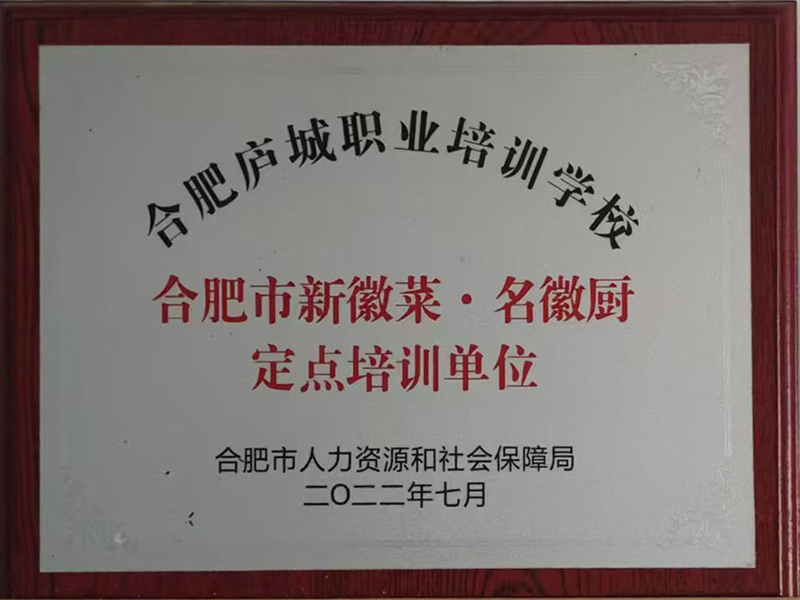 合肥庐城职业培训学校
合肥市新徽菜·名徽厨
定点培训单位
合肥市人力资源和社会保障局
二〇二二年七月